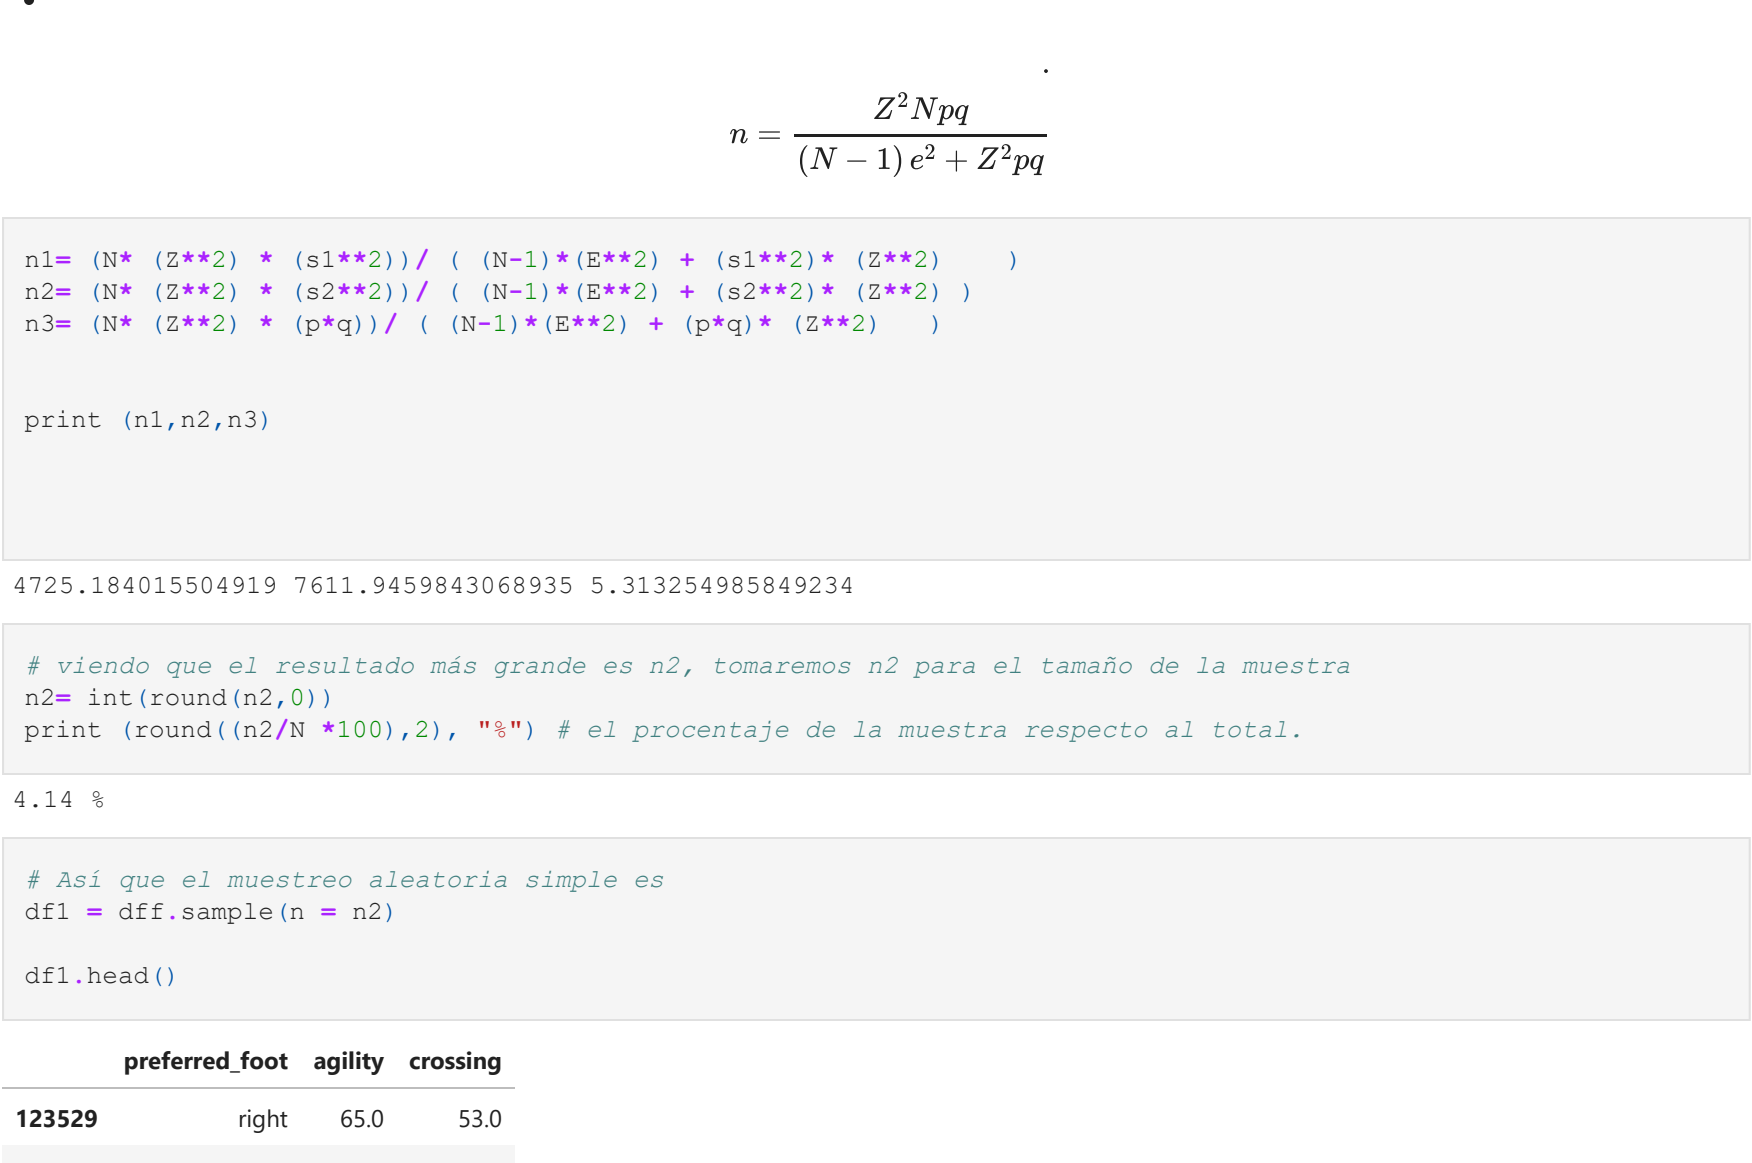 n = Z²Npq / (N − 1) e² + Z²pq
n1= (N* (Z**2) * (s1**2))/ ( (N-1)*(E**2) + (s1**2)* (Z**2)    )
n2= (N* (Z**2) * (s2**2))/ ( (N-1)*(E**2) + (s2**2)* (Z**2) )
n3= (N* (Z**2) * (p*q))/ ( (N-1)*(E**2) + (p*q)* (Z**2)   )
print (n1,n2,n3)
4725.184015504919 7611.9459843068935 5.313254985849234
# viendo que el resultado más grande es n2, tomaremos n2 para el tamaño de la muestra
n2= int(round(n2,0))
print (round((n2/N *100),2), "%") # el procentaje de la muestra respecto al total.
4.14 %
# Así que el muestreo aleatoria simple es
df1 = dff.sample(n = n2)
df1.head()
preferred_foot agility crossing
123529 right 65.0 53.0